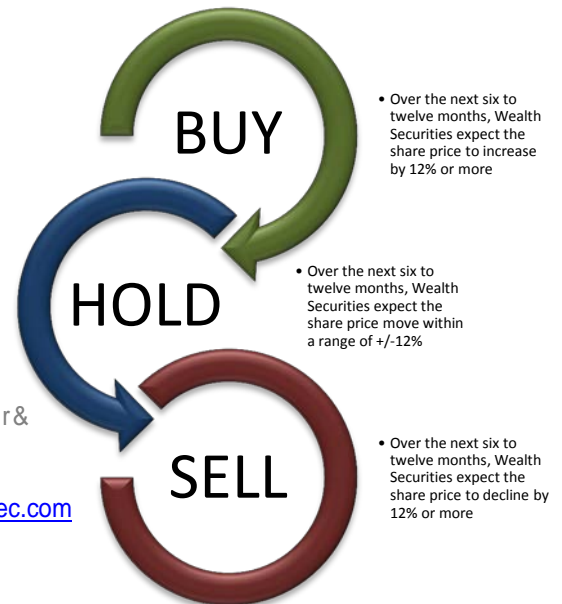 BUY
• Over the next six to
twelve months, Wealth
Securities expect the
share price to increase
by 12% or more
HOLD
• Over the next six to
twelve months, Wealth
Securities expect the
share price move within
a range of +/-12%
r&
SELL
ec.com
• Over the next six to
twelve months, Wealth
Securities expect the
share price to decline by
12% or more